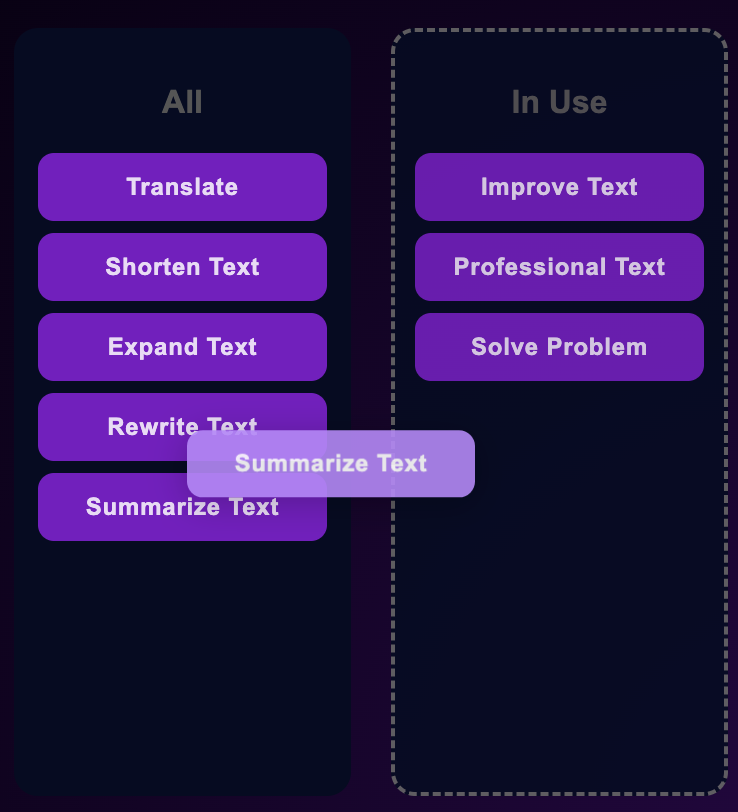 All
Translate
Shorten Text
Expand Text
Rewrite Text
Summarize Text
Summarize Text
In Use
Improve Text
Professional Text
Solve Problem